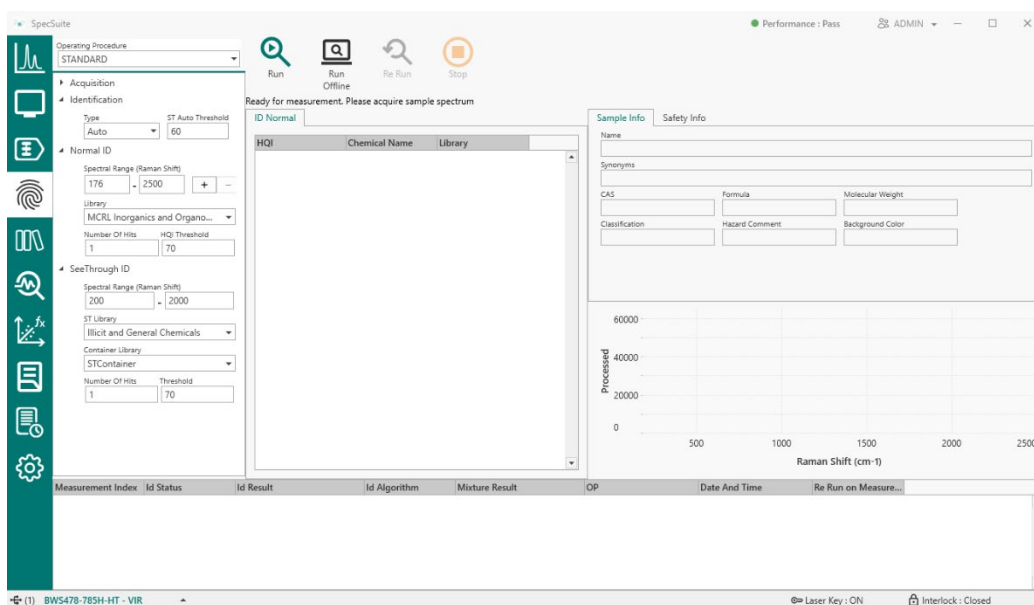 SpecSuite
Performance : Pass
ADMIN
Operating Procedure
STANDARD
Acquisition
Identification
Type
ST Auto Threshold
Auto
60
Normal ID
Spectral Range (Raman Shift)
176 - 2500 + -
Library
MCRL Inorganics and Organo...
Number Of Hits
HQI Threshold
1
70
SeeThrough ID
Spectral Range (Raman Shift)
200 - 2000
ST Library
Illicit and General Chemicals
Container Library
STContainer
Number Of Hits
Threshold
1
70
Run
Run
Offline
Re Run
Stop
Ready for measurement. Please acquire sample spectrum
ID Normal
HQI
Chemical Name
Library
Sample Info
Safety Info
Name
Synonyms
CAS
Formula
Molecular Weight
Classification
Hazard Comment
Background Color
Processed
60000
40000
20000
0
500
1000
1500
2000
2500
Raman Shift (cm-1)
Measurement Index
Id Status
Id Result
Id Algorithm
Mixture Result
OP
Date And Time
Re Run on Measure...
(1) BWS478-785H-HT - VIR
Laser Key : ON
Interlock : Closed
fx